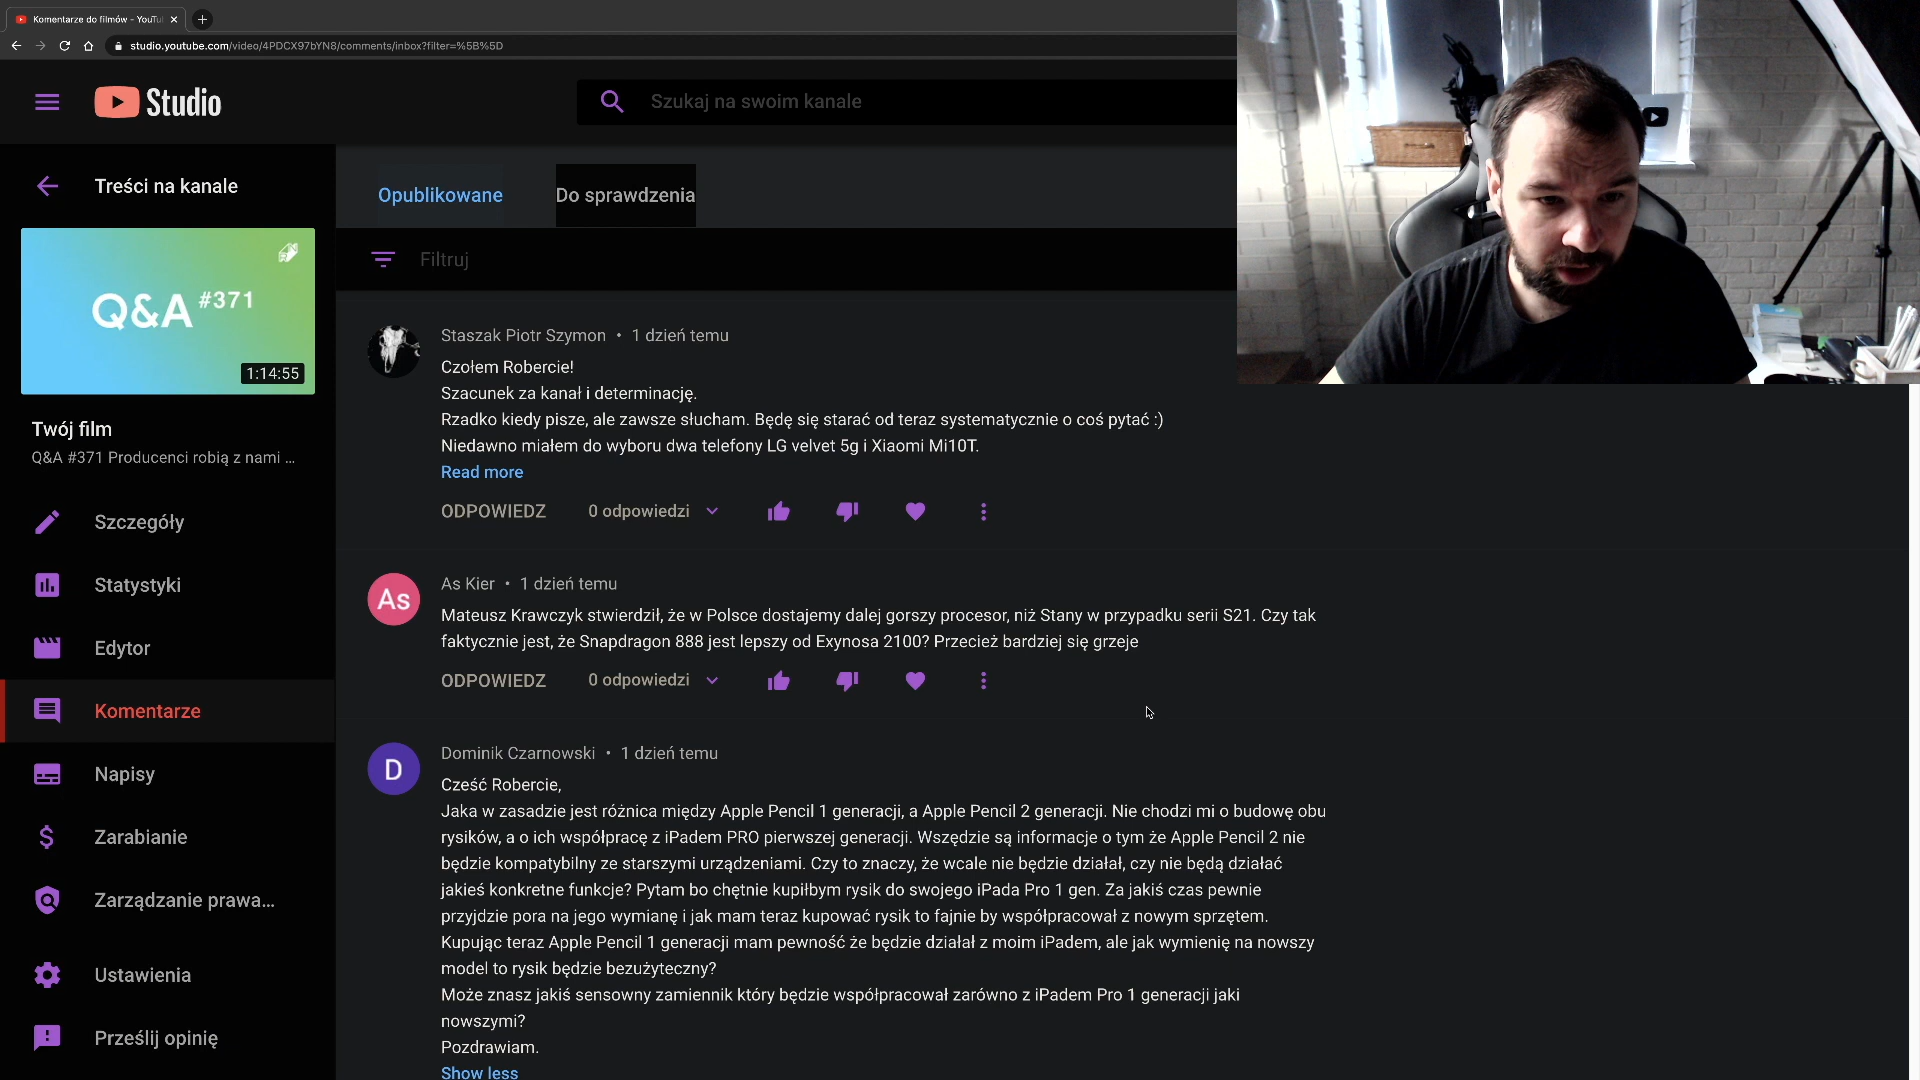 Komentarze do filmów - YouTu
studio.youtube.com/video/4PDCX97bYN8/comments/inbox?filter=%5B%5D
Studio
Szukaj na swoim kanale
Treści na kanale
Q&A #371
1:14:55
Twój film
Q&A #371 Producenci robią z nami ...
Szczegóły
Statystyki
Edytor
Komentarze
Napisy
Zarabianie
Zarządzanie prawa...
Ustawienia
Prześlij opinię
Opublikowane
Do sprawdzenia
Filtruj
Staszak Piotr Szymon • 1 dzień temu
Czołem Robercie!
Szacunek za kanał i determinację.
Rzadko kiedy pisze, ale zawsze słucham. Będę się starać od teraz systematycznie o coś pytać :)
Niedawno miałem do wyboru dwa telefony LG velvet 5g i Xiaomi Mi10T.
Read more
ODPOWIEDZ 0 odpowiedzi
As
As Kier • 1 dzień temu
Mateusz Krawczyk stwierdził, że w Polsce dostajemy dalej gorszy procesor, niż Stany w przypadku serii S21. Czy tak
faktycznie jest, że Snapdragon 888 jest lepszy od Exynosa 2100? Przecież bardziej się grzeje
ODPOWIEDZ 0 odpowiedzi
D
Dominik Czarnowski • 1 dzień temu
Cześć Robercie,
Jaka w zasadzie jest różnica między Apple Pencil 1 generacji, a Apple Pencil 2 generacji. Nie chodzi mi o budowę obu
rysików, a o ich współpracę z iPadem PRO pierwszej generacji. Wszędzie są informacje o tym że Apple Pencil 2 nie
będzie kompatybilny ze starszymi urządzeniami. Czy to znaczy, że wcale nie będzie działał, czy nie będą działać
jakieś konkretne funkcje? Pytam bo chętnie kupiłbym rysik do swojego iPada Pro 1 gen. Za jakiś czas pewnie
przyjdzie pora na jego wymianę i jak mam teraz kupować rysik to fajnie by współpracował z nowym sprzętem.
Kupując teraz Apple Pencil 1 generacji mam pewność że będzie działał z moim iPadem, ale jak wymienię na nowszy
model to rysik będzie bezużyteczny?
Może znasz jakiś sensowny zamiennik który będzie współpracował zarówno z iPadem Pro 1 generacji jaki
nowszymi?
Pozdrawiam.
Show less